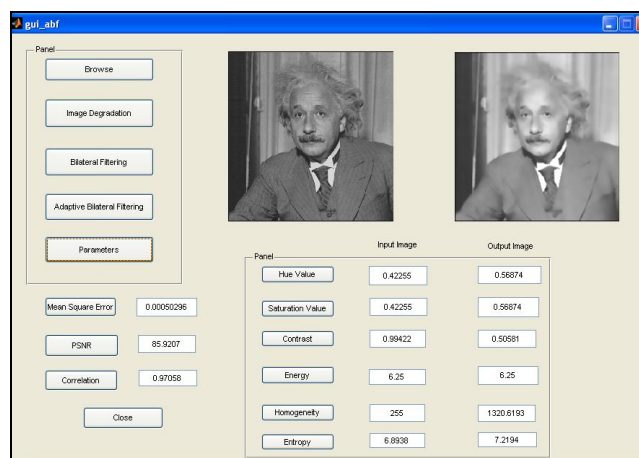 gui_abf
Panel
Browse
Image Degradation
Bilateral Filtering
Adaptive Bilateral Filtering
Parameters
Mean Square Error 0.00050296
PSNR 85.9207
Correlation 0.97058
Close
Input Image Output Image
Panel
Hue Value 0.42255 0.56874
Saturation Value 0.42255 0.56874
Contrast 0.99422 0.50581
Energy 6.25 6.25
Homogeneity 255 1320.6193
Entropy 6.8938 7.2194